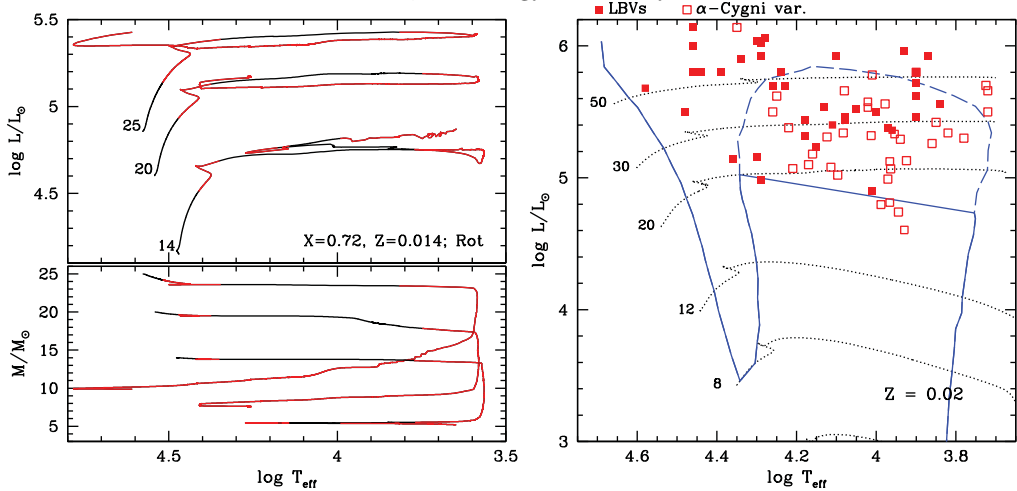 LBVs α-Cygni var.
5.5
5
4.5
log L/L⊙
25
20
14
X=0.72, Z=0.014; Rot
25
20
15
10
5
M/M⊙
4.5 4 3.5
log Teff
6
5
4
3
log L/L⊙
50
30
20
12
8
Z = 0.02
4.6 4.4 4.2 4 3.8
log Teff